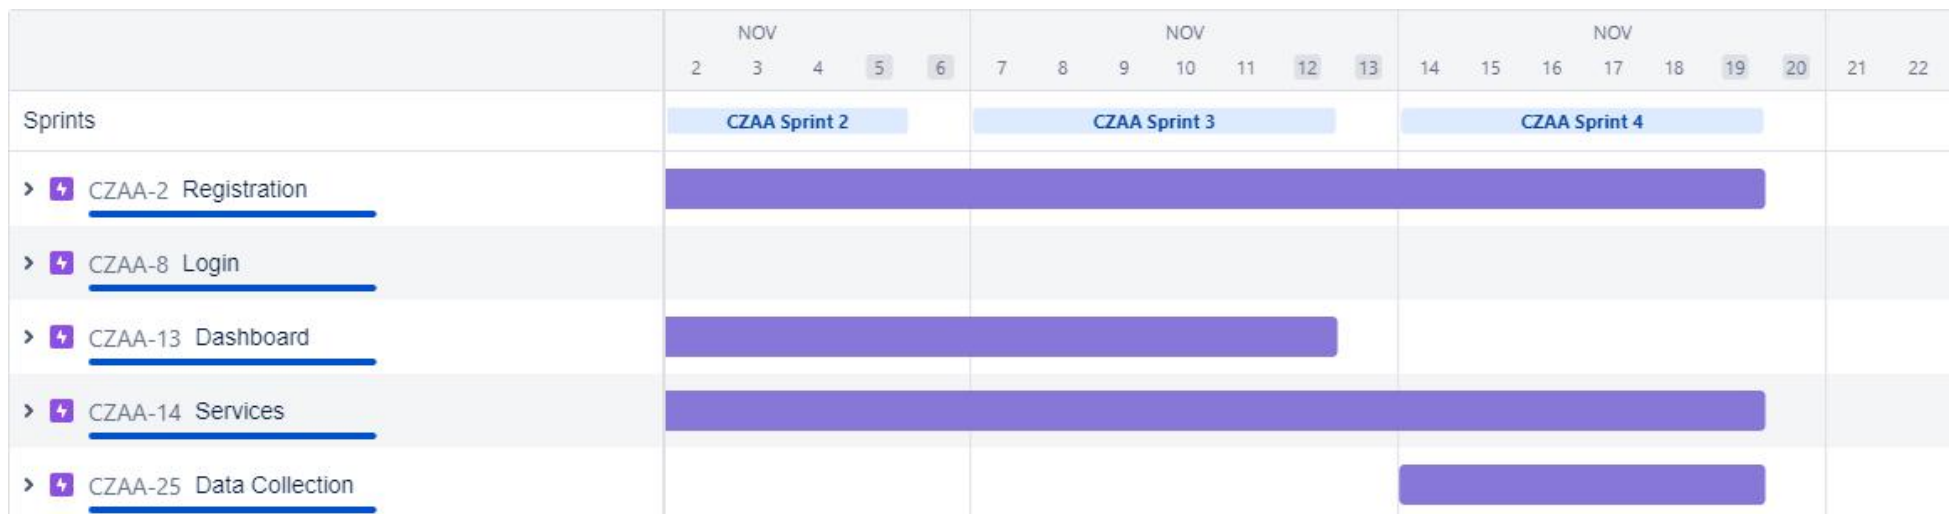 NOV NOV NOV
2 3 4 5 6 7 8 9 10 11 12 13 14 15 16 17 18 19 20 21 22
Sprints CZAA Sprint 2 CZAA Sprint 3 CZAA Sprint 4
CZAA-2 Registration
CZAA-8 Login
CZAA-13 Dashboard
CZAA-14 Services
CZAA-25 Data Collection